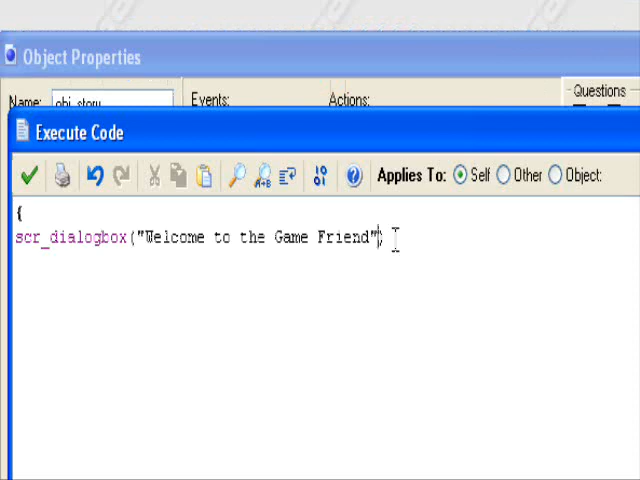 Object Properties
Name: obj_story Events: Actions: Questions
Execute Code
Applies To: Self Other Object:
{
scr_dialogbox("Welcome to the Game Friend")